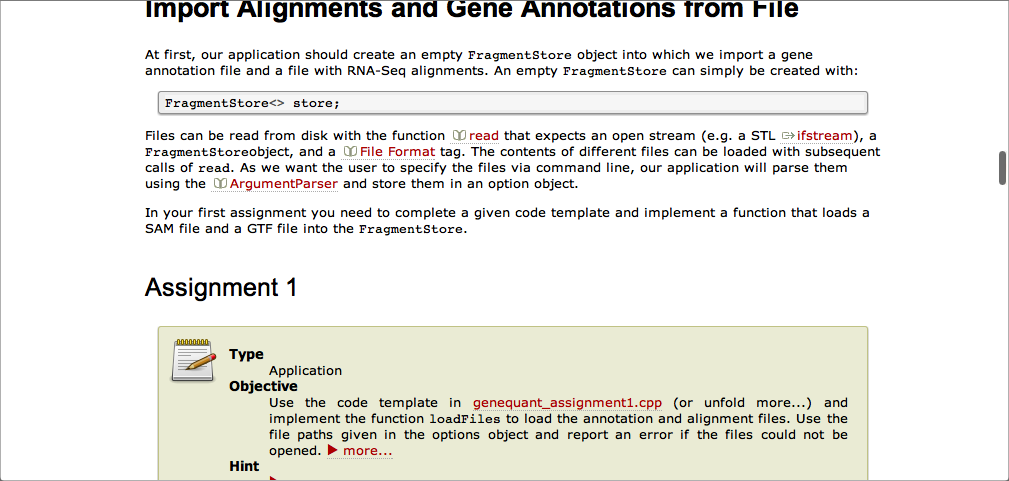 Import Alignments and Gene Annotations from File
At first, our application should create an empty FragmentStore object into which we import a gene
annotation file and a file with RNA-Seq alignments. An empty FragmentStore can simply be created with:
FragmentStore<> store;
Files can be read from disk with the function read that expects an open stream (e.g. a STL ifstream), a
FragmentStoreobject, and a File Format tag. The contents of different files can be loaded with subsequent
calls of read. As we want the user to specify the files via command line, our application will parse them
using the ArgumentParser and store them in an option object.
In your first assignment you need to complete a given code template and implement a function that loads a
SAM file and a GTF file into the FragmentStore.
Assignment 1
Type
Application
Objective
Use the code template in genequant_assignment1.cpp (or unfold more...) and
implement the function loadFiles to load the annotation and alignment files. Use the
file paths given in the options object and report an error if the files could not be
opened. ▶ more...
Hint